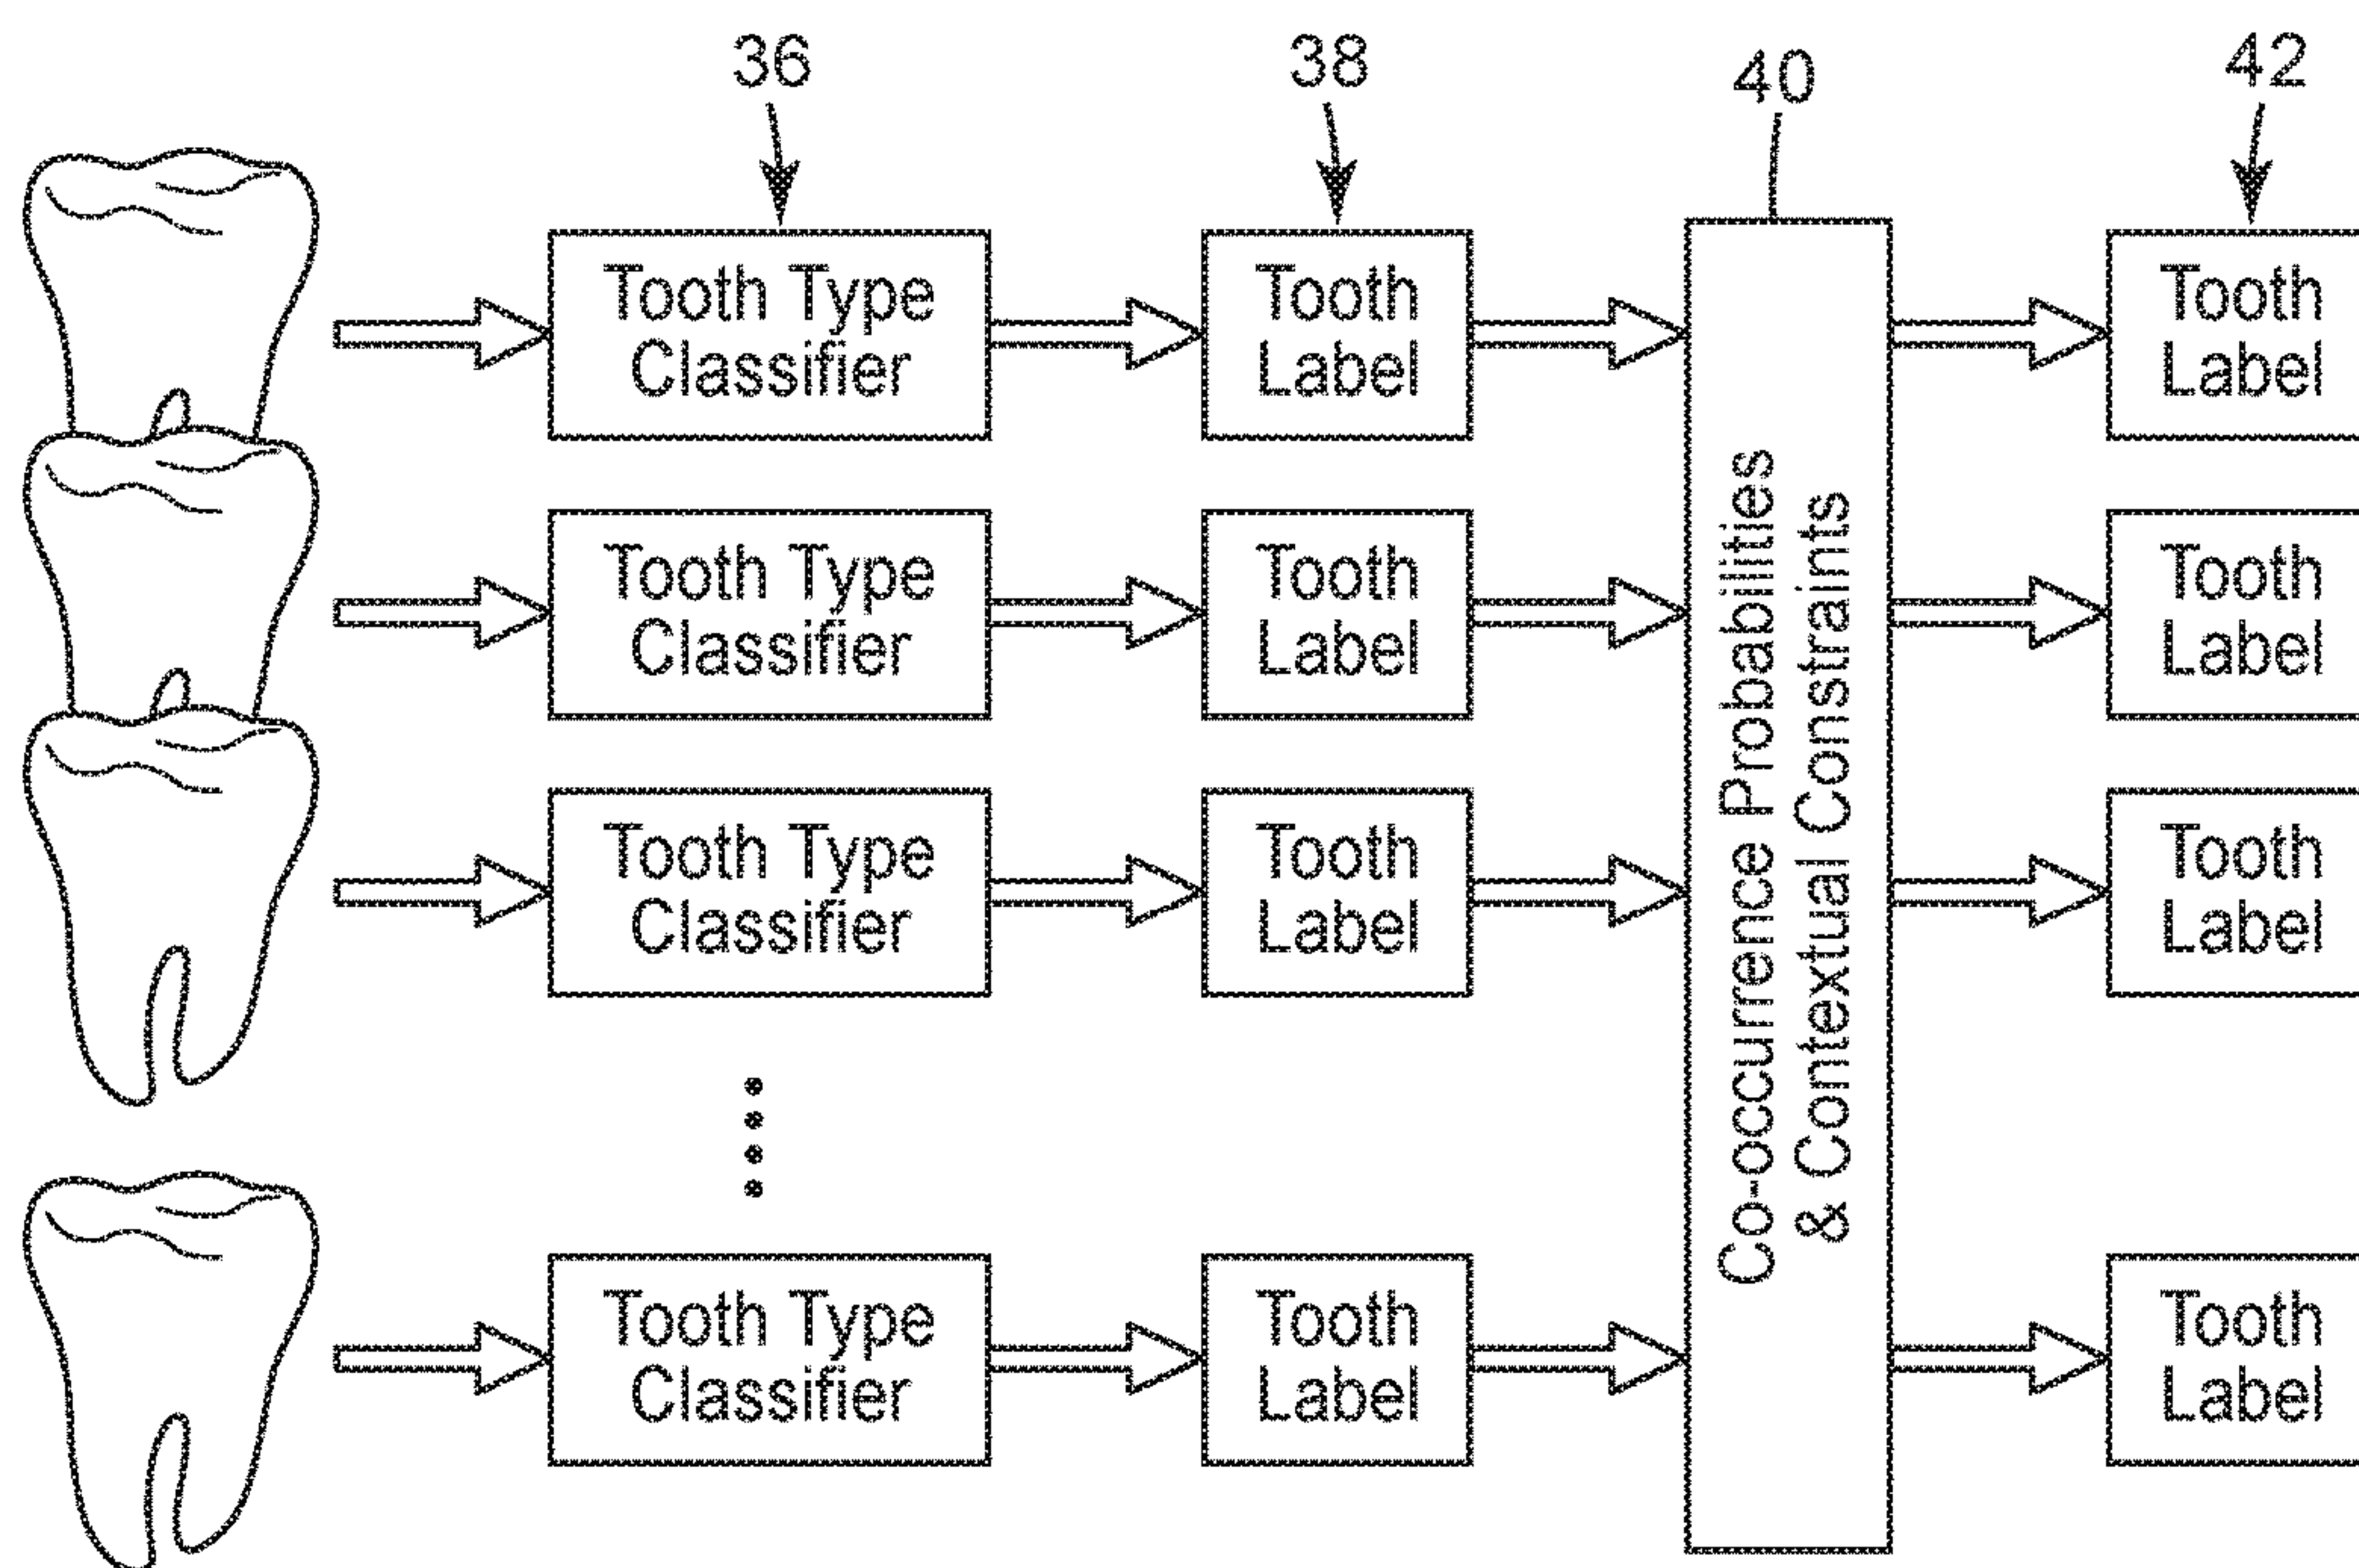 36
38
40
42
Tooth Type
Classifier
Tooth
Label
Tooth
Label
Tooth Type
Classifier
Tooth
Label
Tooth
Label
Tooth Type
Classifier
Tooth
Label
Tooth
Label
Tooth Type
Classifier
Tooth
Label
Tooth
Label
Co-occurrence Probabilities
& Contextual Constraints